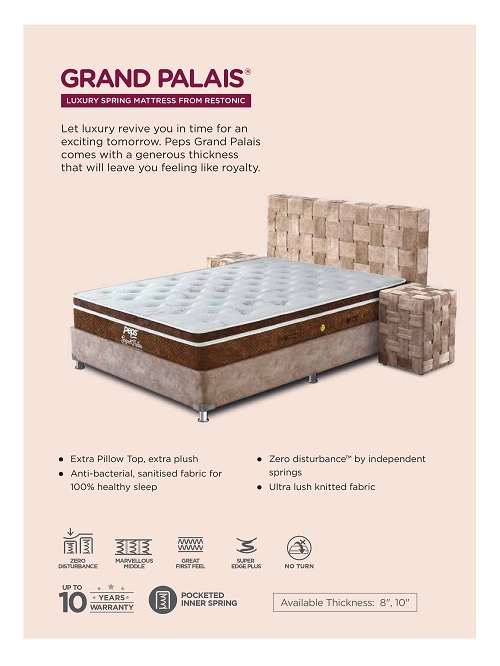 GRAND PALAIS®
LUXURY SPRING MATTRESS FROM RESTONIC
Let luxury revive you in time for an
exciting tomorrow. Peps Grand Palais
comes with a generous thickness
that will leave you feeling like royalty.
peps
• Extra Pillow Top, extra plush
• Anti-bacterial, sanitised fabric for
100% healthy sleep
• Zero disturbance™ by independent
springs
• Ultra lush knitted fabric
ZERO
DISTURBANCE
MARVELLOUS
MIDDLE
GREAT
FIRST FEEL
SUPER
EDGE PLUS
NO TURN
UP TO
10 YEARS
WARRANTY
POCKETED
INNER SPRING
Available Thickness: 8", 10"